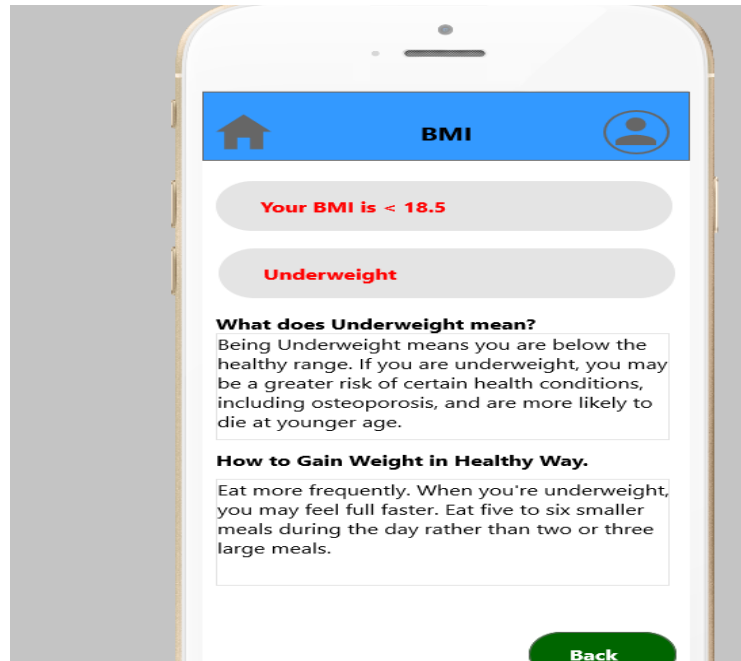 BMI
Your BMI is < 18.5
Underweight
What does Underweight mean?
Being Underweight means you are below the
healthy range. If you are underweight, you may
be a greater risk of certain health conditions,
including osteoporosis, and are more likely to
die at younger age.
How to Gain Weight in Healthy Way.
Eat more frequently. When you're underweight,
you may feel full faster. Eat five to six smaller
meals during the day rather than two or three
large meals.
Back